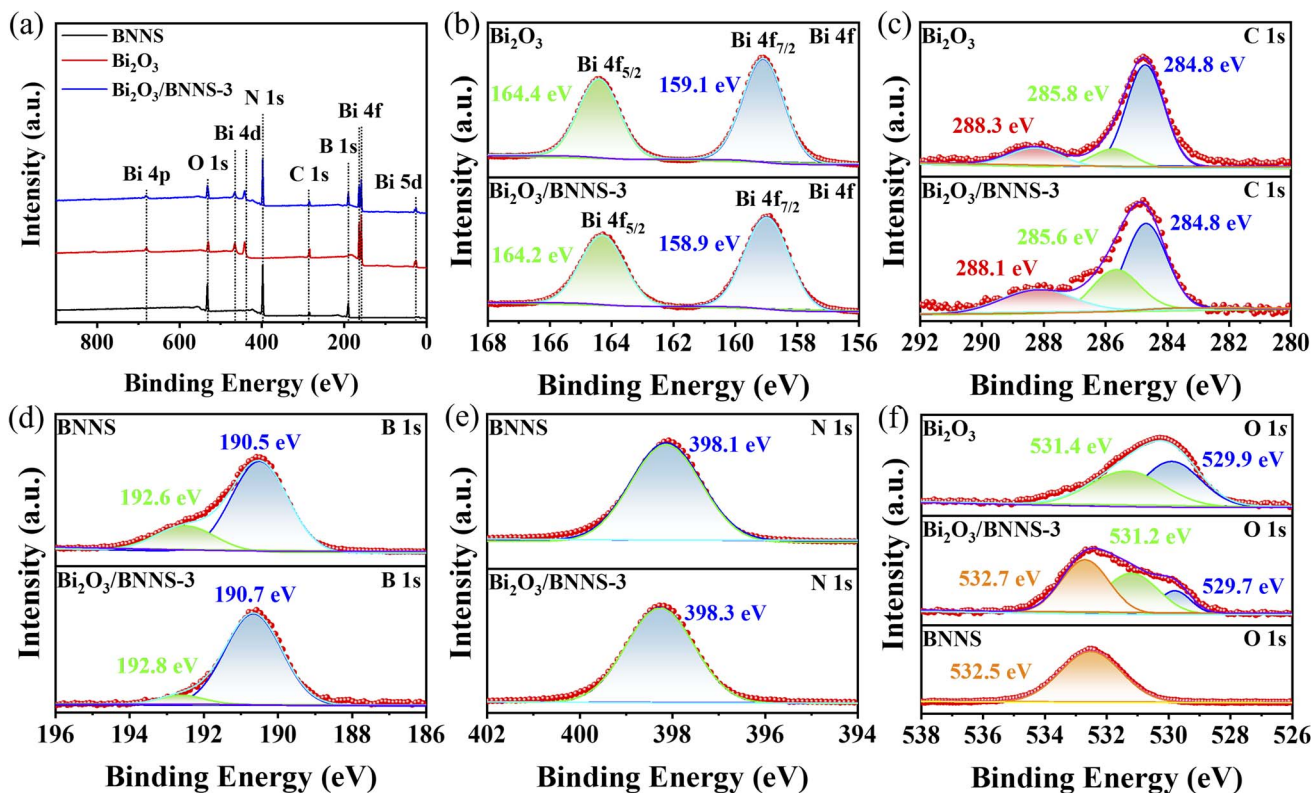 (a)
BNNS
Bi₂O₃
Bi₂O₃/BNNS-3
Bi 4p
O 1s
Bi 4d
N 1s
C 1s
B 1s
Bi 4f
Bi 5d
Intensity (a.u.)
800 600 400 200 0
Binding Energy (eV)
(b)
Bi₂O₃
Bi 4f
Bi 4f₅/₂
Bi 4f₇/₂
164.4 eV
159.1 eV
Bi₂O₃/BNNS-3
Bi 4f
Bi 4f₅/₂
Bi 4f₇/₂
164.2 eV
158.9 eV
Intensity (a.u.)
168 166 164 162 160 158 156
Binding Energy (eV)
(c)
Bi₂O₃
C 1s
284.8 eV
285.8 eV
288.3 eV
Bi₂O₃/BNNS-3
C 1s
284.8 eV
285.6 eV
288.1 eV
Intensity (a.u.)
292 290 288 286 284 282 280
Binding Energy (eV)
(d)
BNNS
B 1s
190.5 eV
192.6 eV
Bi₂O₃/BNNS-3
B 1s
190.7 eV
192.8 eV
Intensity (a.u.)
196 194 192 190 188 186
Binding Energy (eV)
(e)
BNNS
N 1s
398.1 eV
Bi₂O₃/BNNS-3
N 1s
398.3 eV
Intensity (a.u.)
402 400 398 396 394
Binding Energy (eV)
(f)
Bi₂O₃
O 1s
531.4 eV
529.9 eV
Bi₂O₃/BNNS-3
O 1s
531.2 eV
532.7 eV
529.7 eV
BNNS
O 1s
532.5 eV
Intensity (a.u.)
538 536 534 532 530 528 526
Binding Energy (eV)